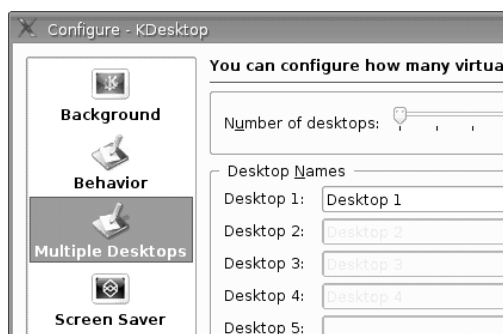 Configure - KDesktop
Background
Behavior
Multiple Desktops
Screen Saver
You can configure how many virtua
Number of desktops:
Desktop Names
Desktop 1: Desktop 1
Desktop 2: Desktop 2
Desktop 3: Desktop 3
Desktop 4: Desktop 4
Desktop 5: